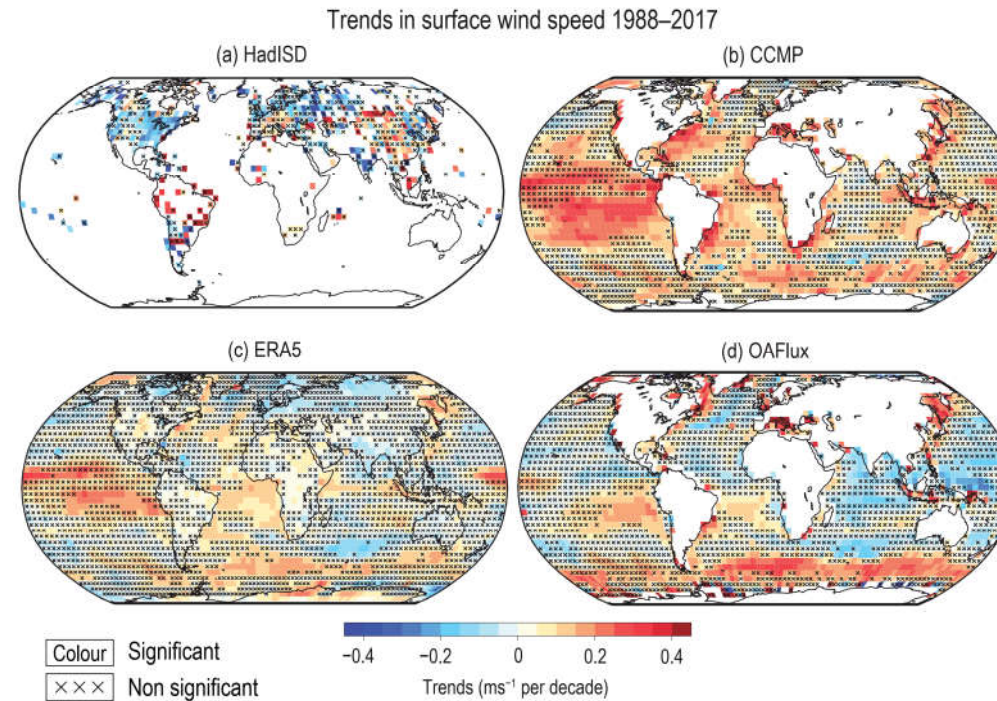 Trends in surface wind speed 1988–2017
(a) HadISD
(b) CCMP
(c) ERA5
(d) OAFlux
Colour Significant
××× Non significant
−0.4 −0.2 0 0.2 0.4
Trends (ms⁻¹ per decade)